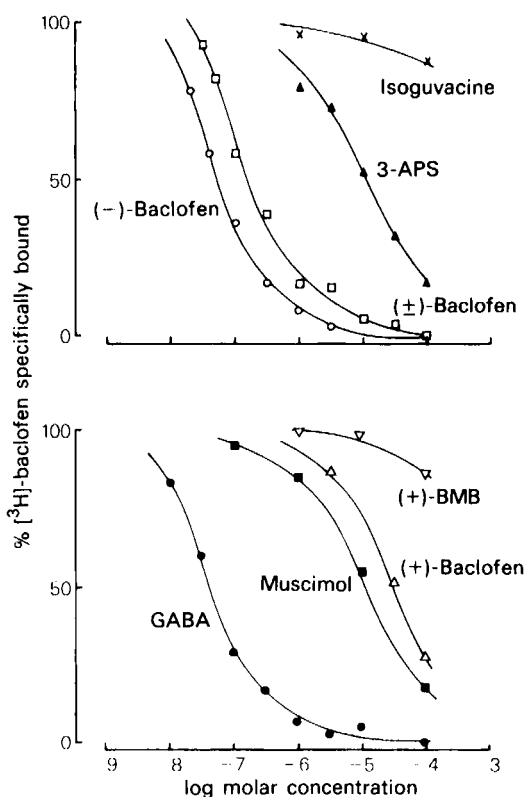 100
50
0
% [³H]-baclofen specifically bound
Isoguvacine
3-APS
(−)-Baclofen
(±)-Baclofen
100
50
0
(+)-BMB
(+)-Baclofen
Muscimol
GABA
9 8 −7 −6 −5 −4 3
log molar concentration